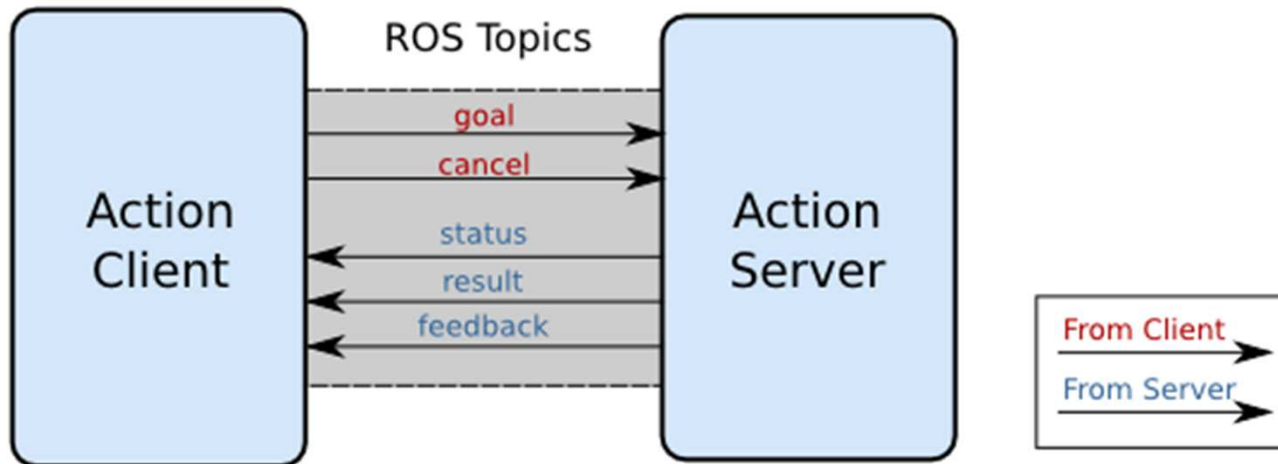 ROS Topics
goal
cancel
Action
Client
status
result
feedback
Action
Server
From Client
From Server